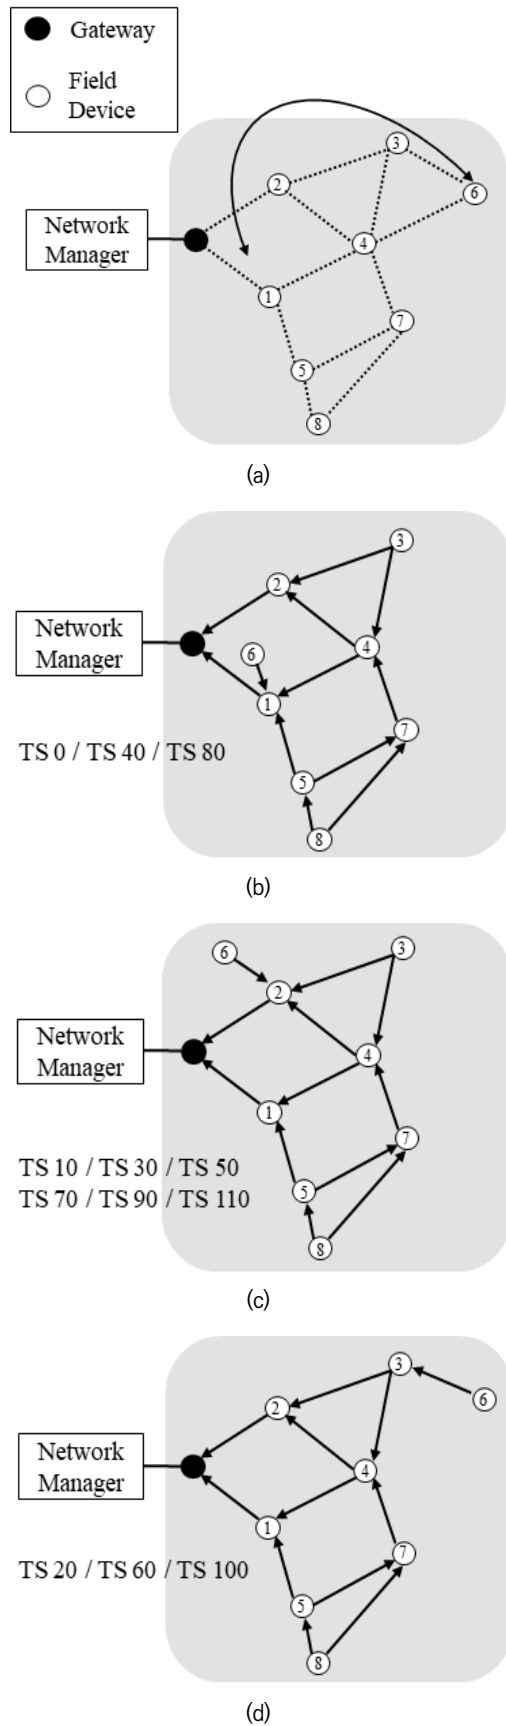 Gateway
Field
Device
3
2
6
Network
Manager
4
1
7
5
8
(a)
3
2
Network
Manager
6
4
1
7
TS 0 / TS 40 / TS 80
5
8
(b)
6
3
2
Network
Manager
4
1
7
TS 10 / TS 30 / TS 50
TS 70 / TS 90 / TS 110
5
8
(c)
3
6
2
Network
Manager
4
1
7
TS 20 / TS 60 / TS 100
5
8
(d)